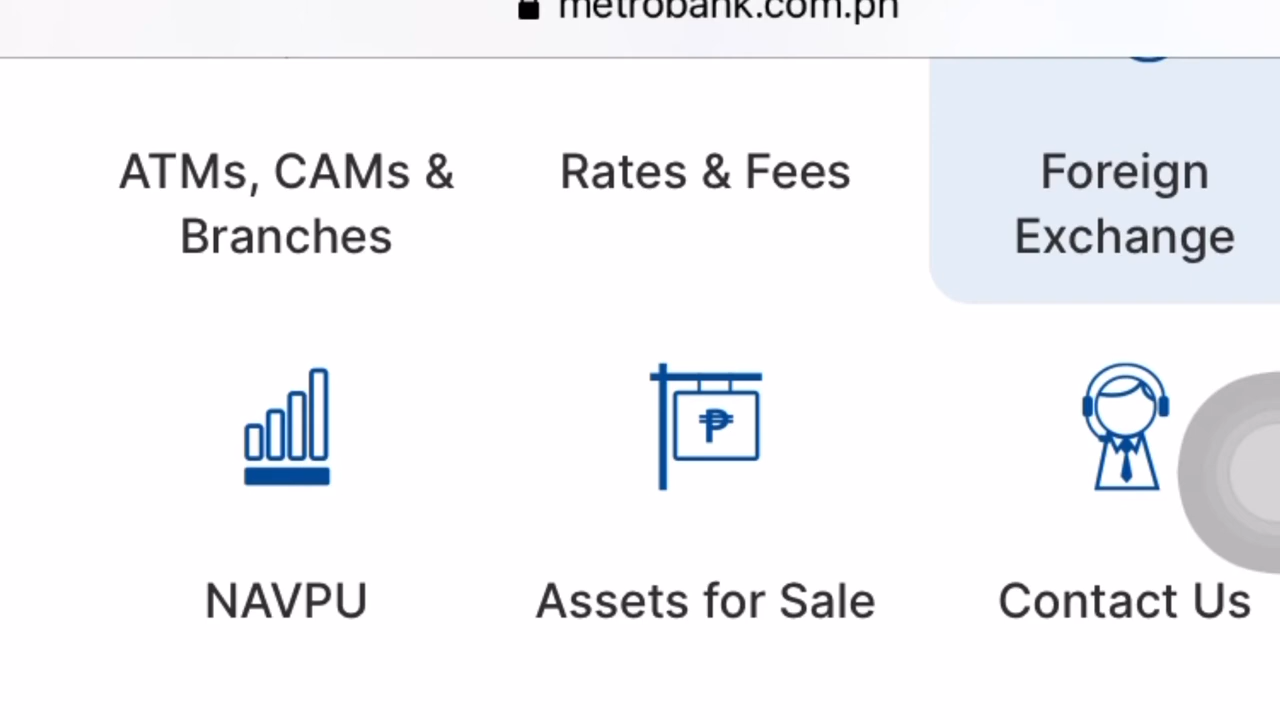 metrobank.com.ph
ATMs, CAMs &
Branches
Rates & Fees
Foreign
Exchange
₱
NAVPU
Assets for Sale
Contact Us